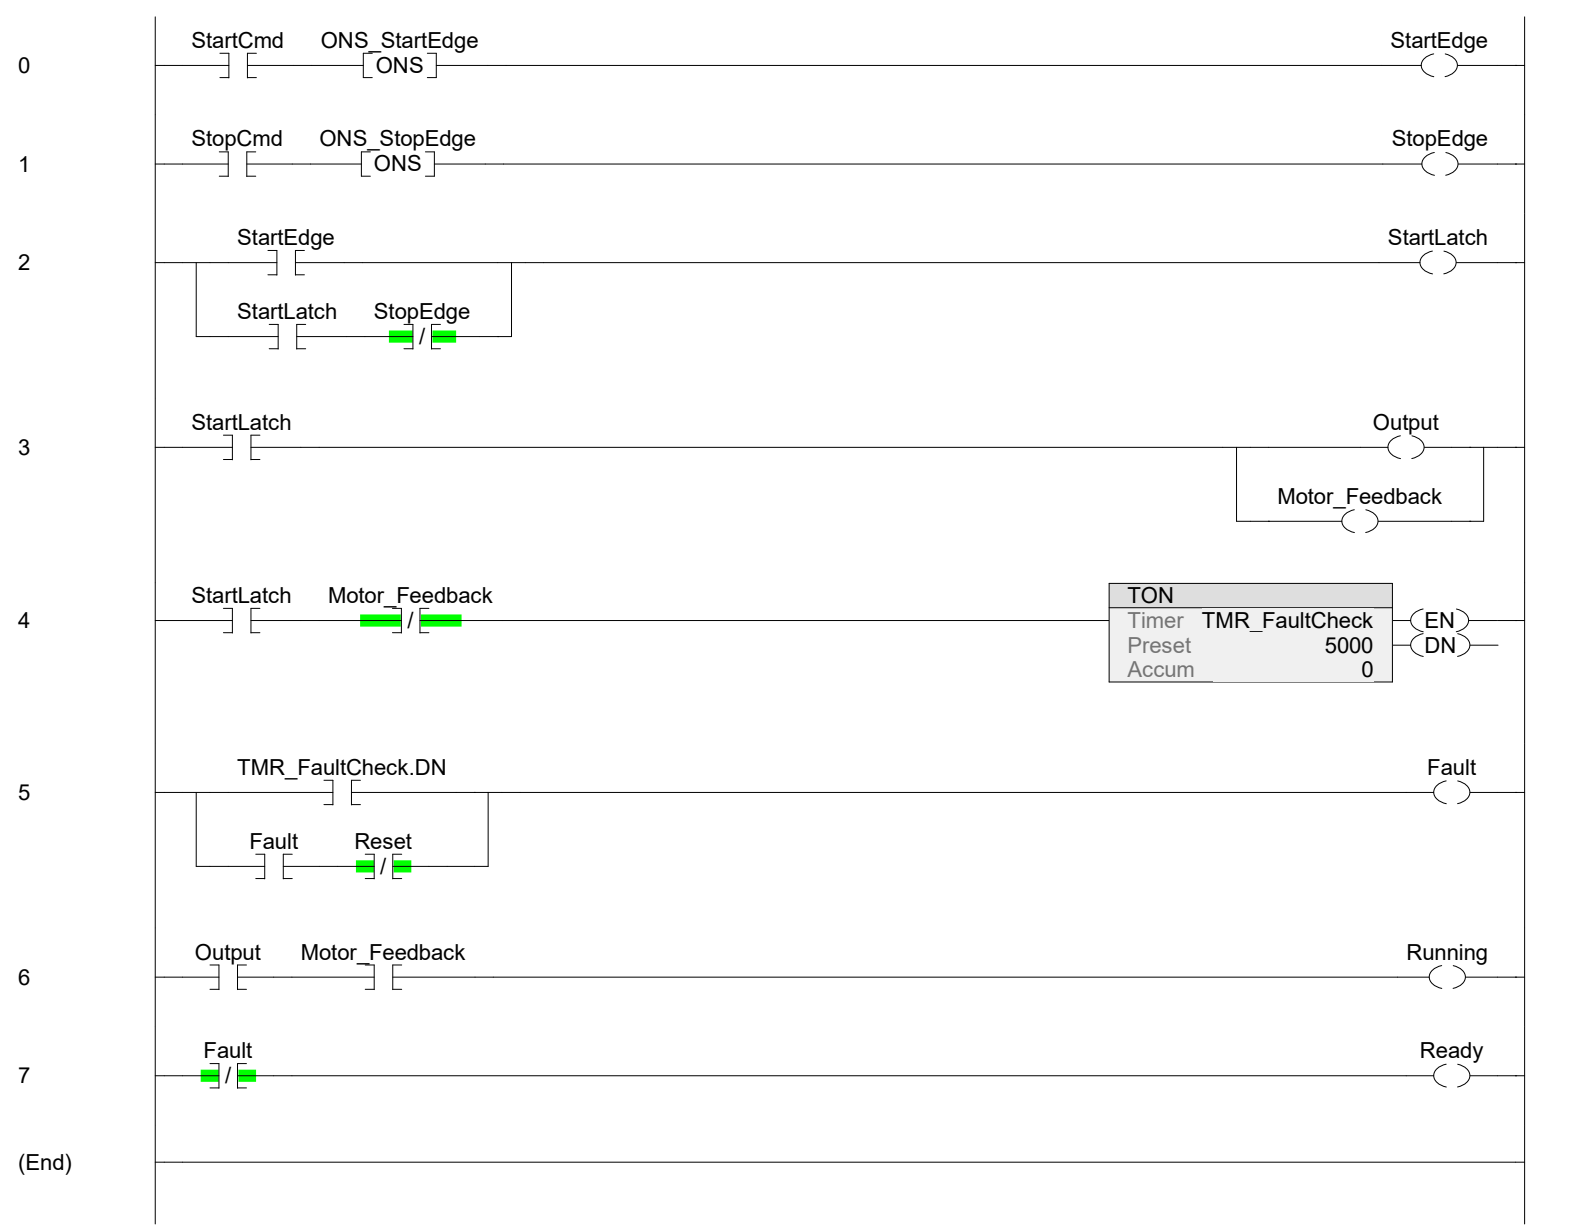 StartCmd ONS_StartEdge StartEdge
0 ONS
StopCmd ONS_StopEdge StopEdge
1 ONS
StartEdge StartLatch
2
StartLatch StopEdge
/
StartLatch Output
3
Motor_Feedback
StartLatch Motor_Feedback TON
4 / Timer TMR_FaultCheck EN
Preset 5000 DN
Accum 0
TMR_FaultCheck.DN Fault
5
Fault Reset
/
Output Motor_Feedback Running
6
Fault Ready
7 /
(End)